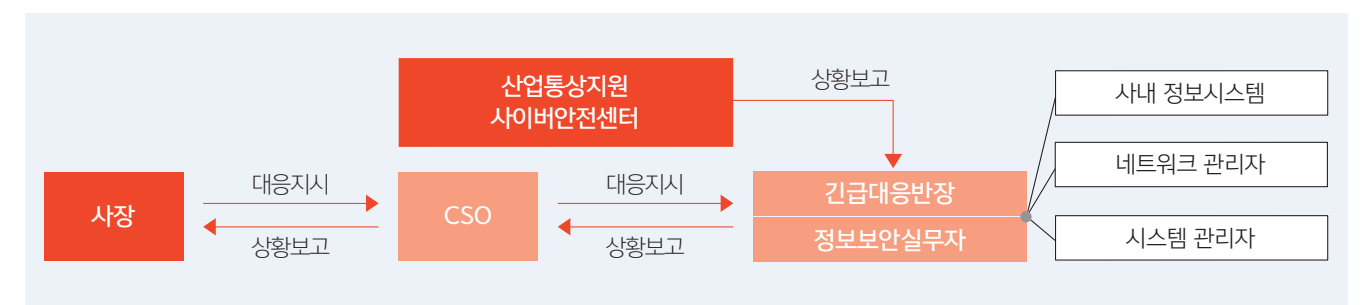 산업통상지원
사이버안전센터
상황보고
사내 정보시스템
네트워크 관리자
시스템 관리자
사장
대응지시
상황보고
CSO
대응지시
상황보고
긴급대응반장
정보보안실무자